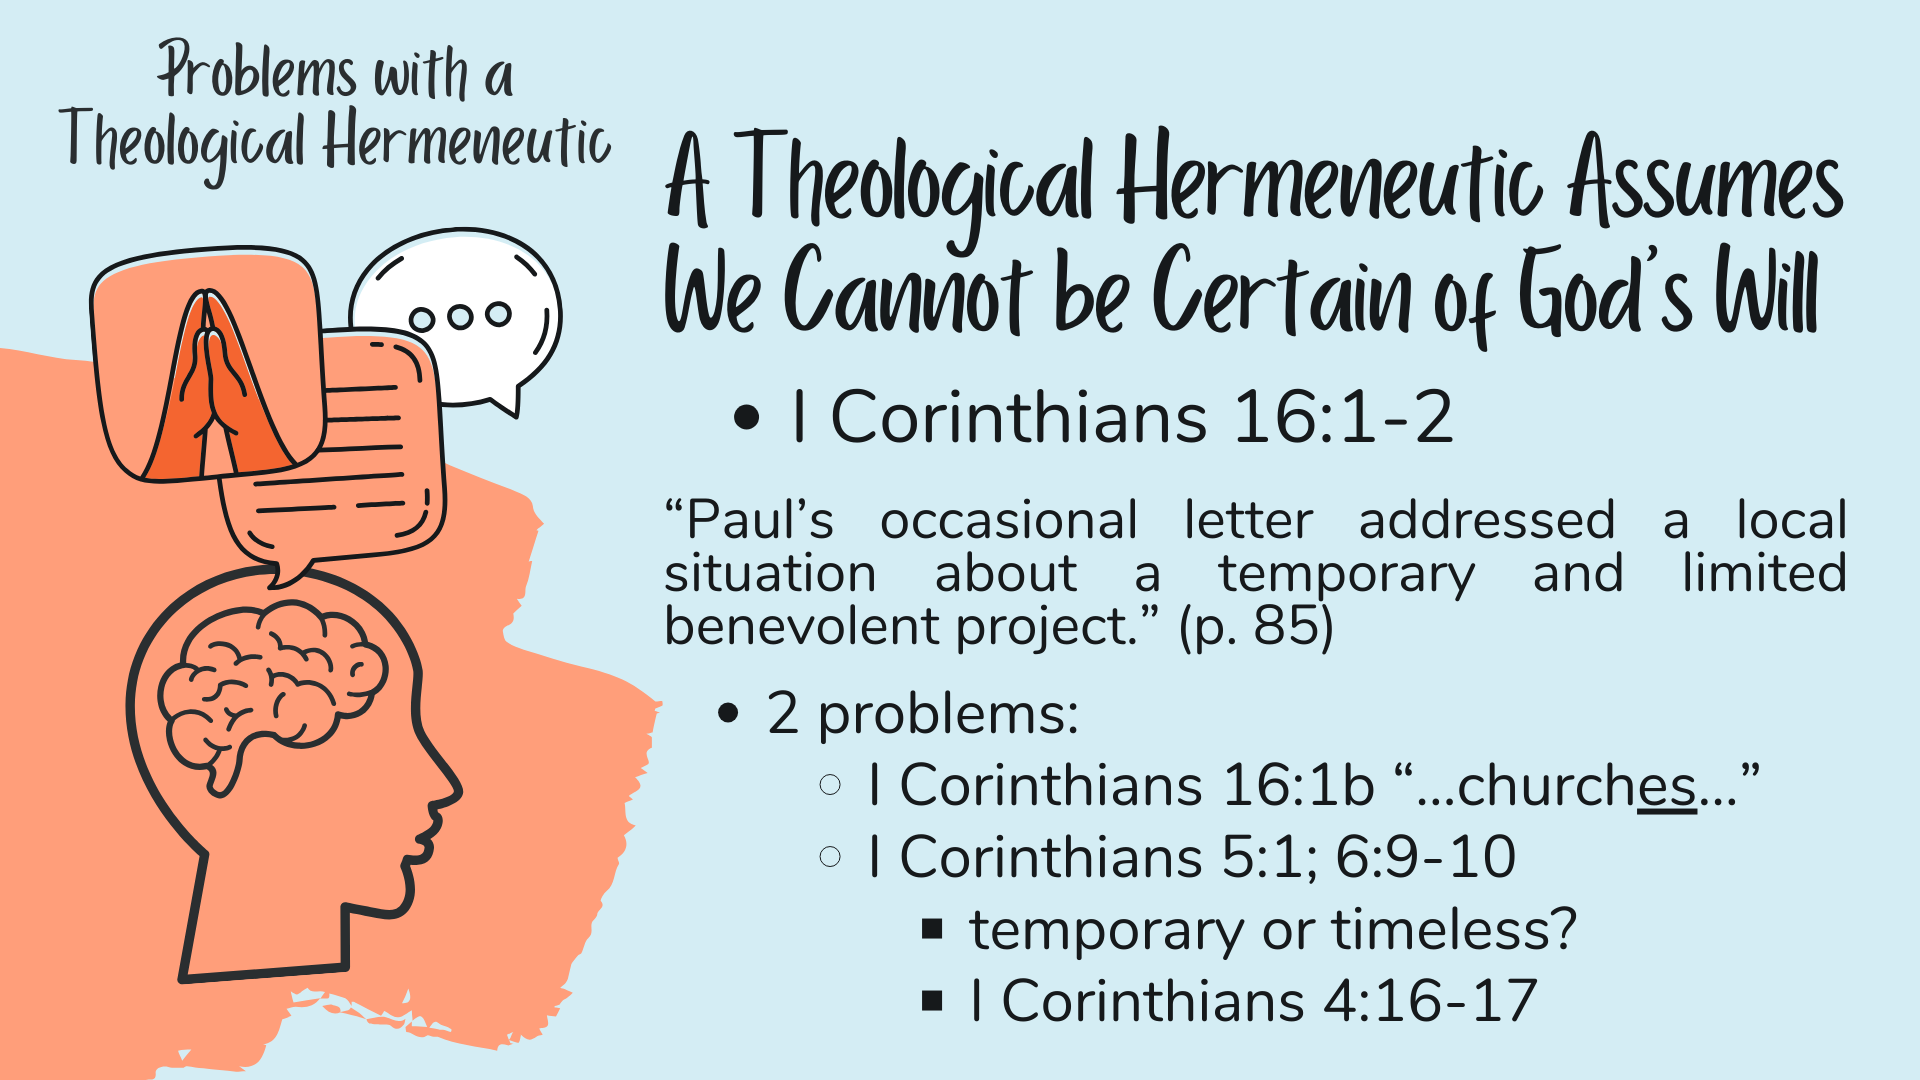 Problems with a
Theological Hermeneutic
A Theological Hermeneutic Assumes
We Cannot be Certain of God's Will
• I Corinthians 16:1-2
“Paul’s occasional letter addressed a local
situation about a temporary and limited
benevolent project.” (p. 85)
• 2 problems:
○ I Corinthians 16:1b “...churches...”
○ I Corinthians 5:1; 6:9-10
■ temporary or timeless?
■ I Corinthians 4:16-17